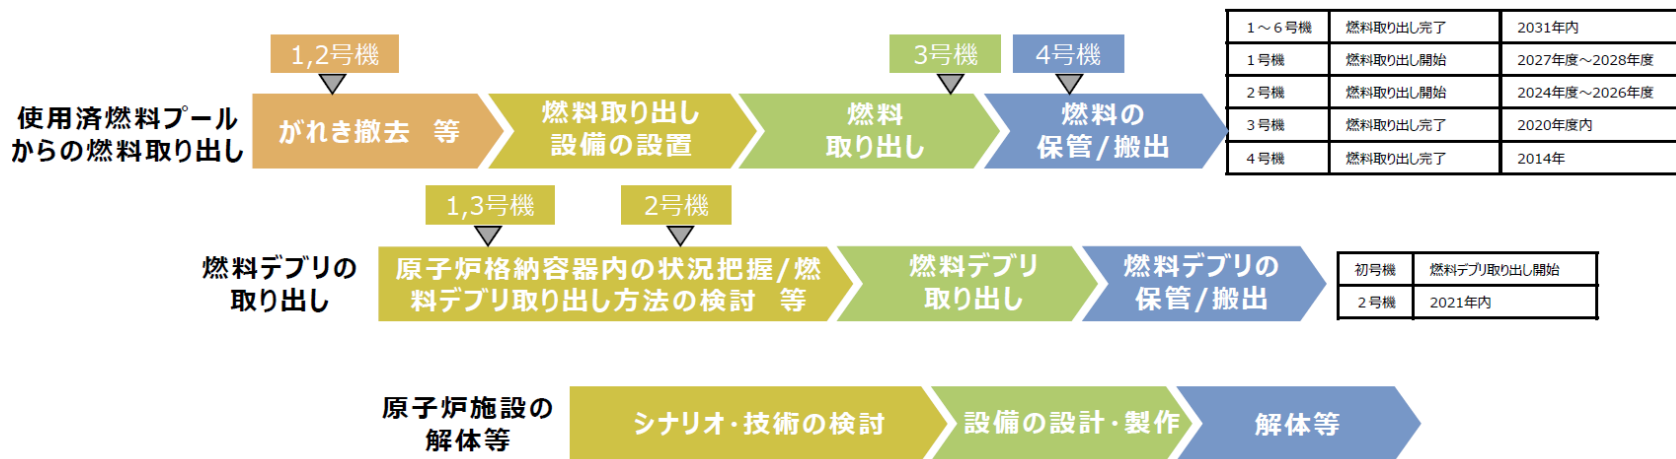 1,2号機
3号機
4号機
使用済燃料プール
からの燃料取り出し
がれき撤去 等
燃料取り出し
設備の設置
燃料
取り出し
燃料の
保管/搬出
1～6号機 燃料取り出し完了 2031年内
1号機 燃料取り出し開始 2027年度～2028年度
2号機 燃料取り出し開始 2024年度～2026年度
3号機 燃料取り出し完了 2020年度内
4号機 燃料取り出し完了 2014年
1,3号機
2号機
燃料デブリの
取り出し
原子炉格納容器内の状況把握/燃
料デブリ取り出し方法の検討 等
燃料デブリ
取り出し
燃料デブリの
保管/搬出
初号機 燃料デブリ取り出し開始
2号機 2021年内
原子炉施設の
解体等
シナリオ・技術の検討
設備の設計・製作
解体等